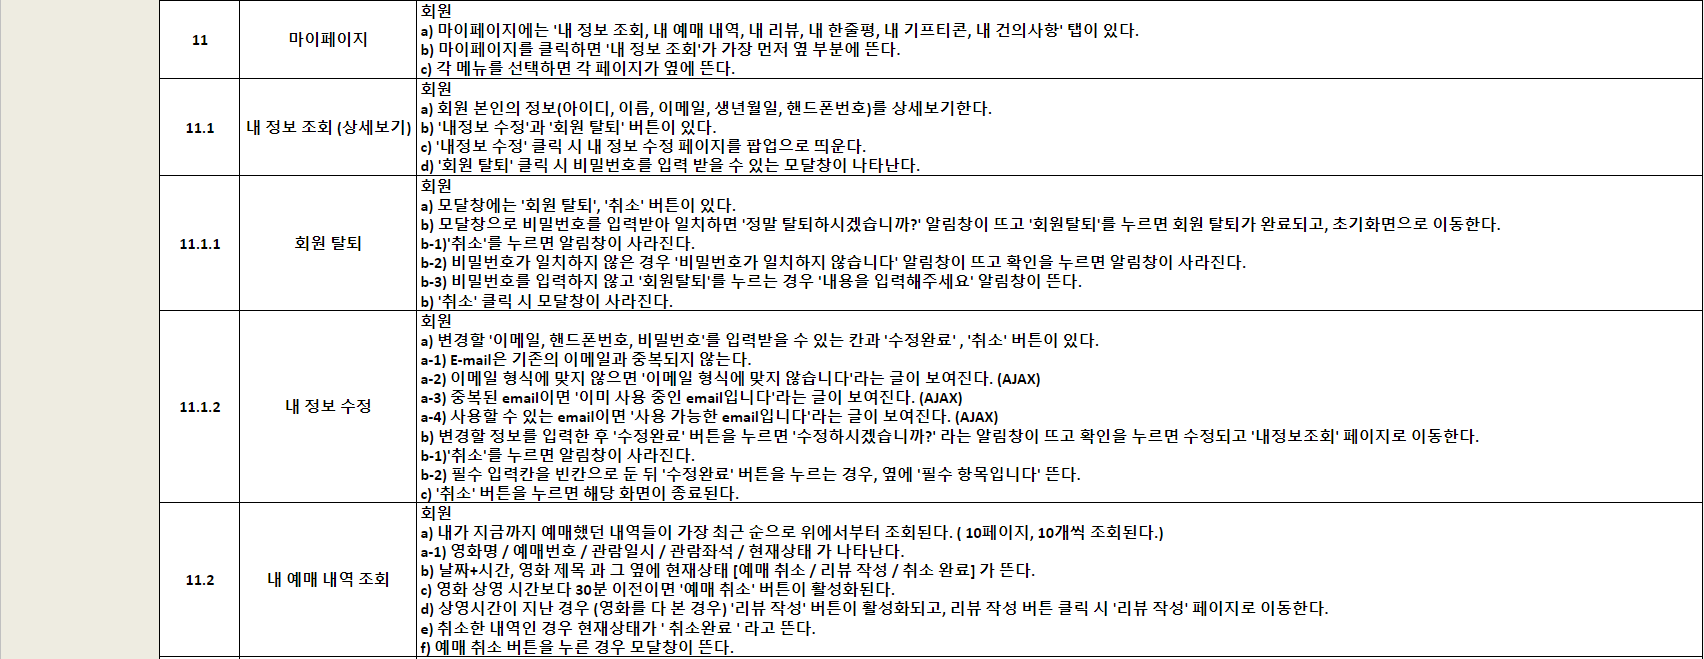 11
마이페이지
회원
a) 마이페이지에는 '내 정보 조회, 내 예매 내역, 내 리뷰, 내 한줄평, 내 기프티콘, 내 건의사항' 탭이 있다.
b) 마이페이지를 클릭하면 '내 정보 조회'가 가장 먼저 옆 부분에 뜬다.
c) 각 메뉴를 선택하면 각 페이지가 옆에 뜬다.
11.1
내 정보 조회 (상세보기)
회원
a) 회원 본인의 정보(아이디, 이름, 이메일, 생년월일, 핸드폰번호)를 상세보기한다.
b) '내정보 수정'과 '회원 탈퇴' 버튼이 있다.
c) '내정보 수정' 클릭 시 내 정보 수정 페이지를 팝업으로 띄운다.
d) '회원 탈퇴' 클릭 시 비밀번호를 입력 받을 수 있는 모달창이 나타난다.
11.1.1
회원 탈퇴
회원
a) 모달창에는 '회원 탈퇴', '취소' 버튼이 있다.
b) 모달창으로 비밀번호를 입력받아 일치하면 '정말 탈퇴하시겠습니까?' 알림창이 뜨고 '회원탈퇴'를 누르면 회원 탈퇴가 완료되고, 초기화면으로 이동한다.
b-1)'취소'를 누르면 알림창이 사라진다.
b-2) 비밀번호가 일치하지 않은 경우 '비밀번호가 일치하지 않습니다' 알림창이 뜨고 확인을 누르면 알림창이 사라진다.
b-3) 비밀번호를 입력하지 않고 '회원탈퇴'를 누르는 경우 '내용을 입력해주세요' 알림창이 뜬다.
b) '취소' 클릭 시 모달창이 사라진다.
11.1.2
내 정보 수정
회원
a) 변경할 '이메일, 핸드폰번호, 비밀번호'를 입력받을 수 있는 칸과 '수정완료' , '취소' 버튼이 있다.
a-1) E-mail은 기존의 이메일과 중복되지 않는다.
a-2) 이메일 형식에 맞지 않으면 '이메일 형식에 맞지 않습니다'라는 글이 보여진다. (AJAX)
a-3) 중복된 email이면 '이미 사용 중인 email입니다'라는 글이 보여진다. (AJAX)
a-4) 사용할 수 있는 email이면 '사용 가능한 email입니다'라는 글이 보여진다. (AJAX)
b) 변경할 정보를 입력한 후 '수정완료' 버튼을 누르면 '수정하시겠습니까?' 라는 알림창이 뜨고 확인을 누르면 수정되고 '내정보조회' 페이지로 이동한다.
b-1)'취소'를 누르면 알림창이 사라진다.
b-2) 필수 입력칸을 빈칸으로 둔 뒤 '수정완료' 버튼을 누르는 경우, 옆에 '필수 항목입니다' 뜬다.
c) '취소' 버튼을 누르면 해당 화면이 종료된다.
11.2
내 예매 내역 조회
회원
a) 내가 지금까지 예매했던 내역들이 가장 최근 순으로 위에서부터 조회된다. ( 10페이지, 10개씩 조회된다.)
a-1) 영화명 / 예매번호 / 관람일시 / 관람좌석 / 현재상태 가 나타난다.
b) 날짜+시간, 영화 제목 과 그 옆에 현재상태 [예매 취소 / 리뷰 작성 / 취소 완료] 가 뜬다.
c) 영화 상영 시간보다 30분 이전이면 '예매 취소' 버튼이 활성화된다.
d) 상영시간이 지난 경우 (영화를 다 본 경우) '리뷰 작성' 버튼이 활성화되고, 리뷰 작성 버튼 클릭 시 '리뷰 작성' 페이지로 이동한다.
e) 취소한 내역인 경우 현재상태가 ' 취소완료 ' 라고 뜬다.
f) 예매 취소 버튼을 누른 경우 모달창이 뜬다.